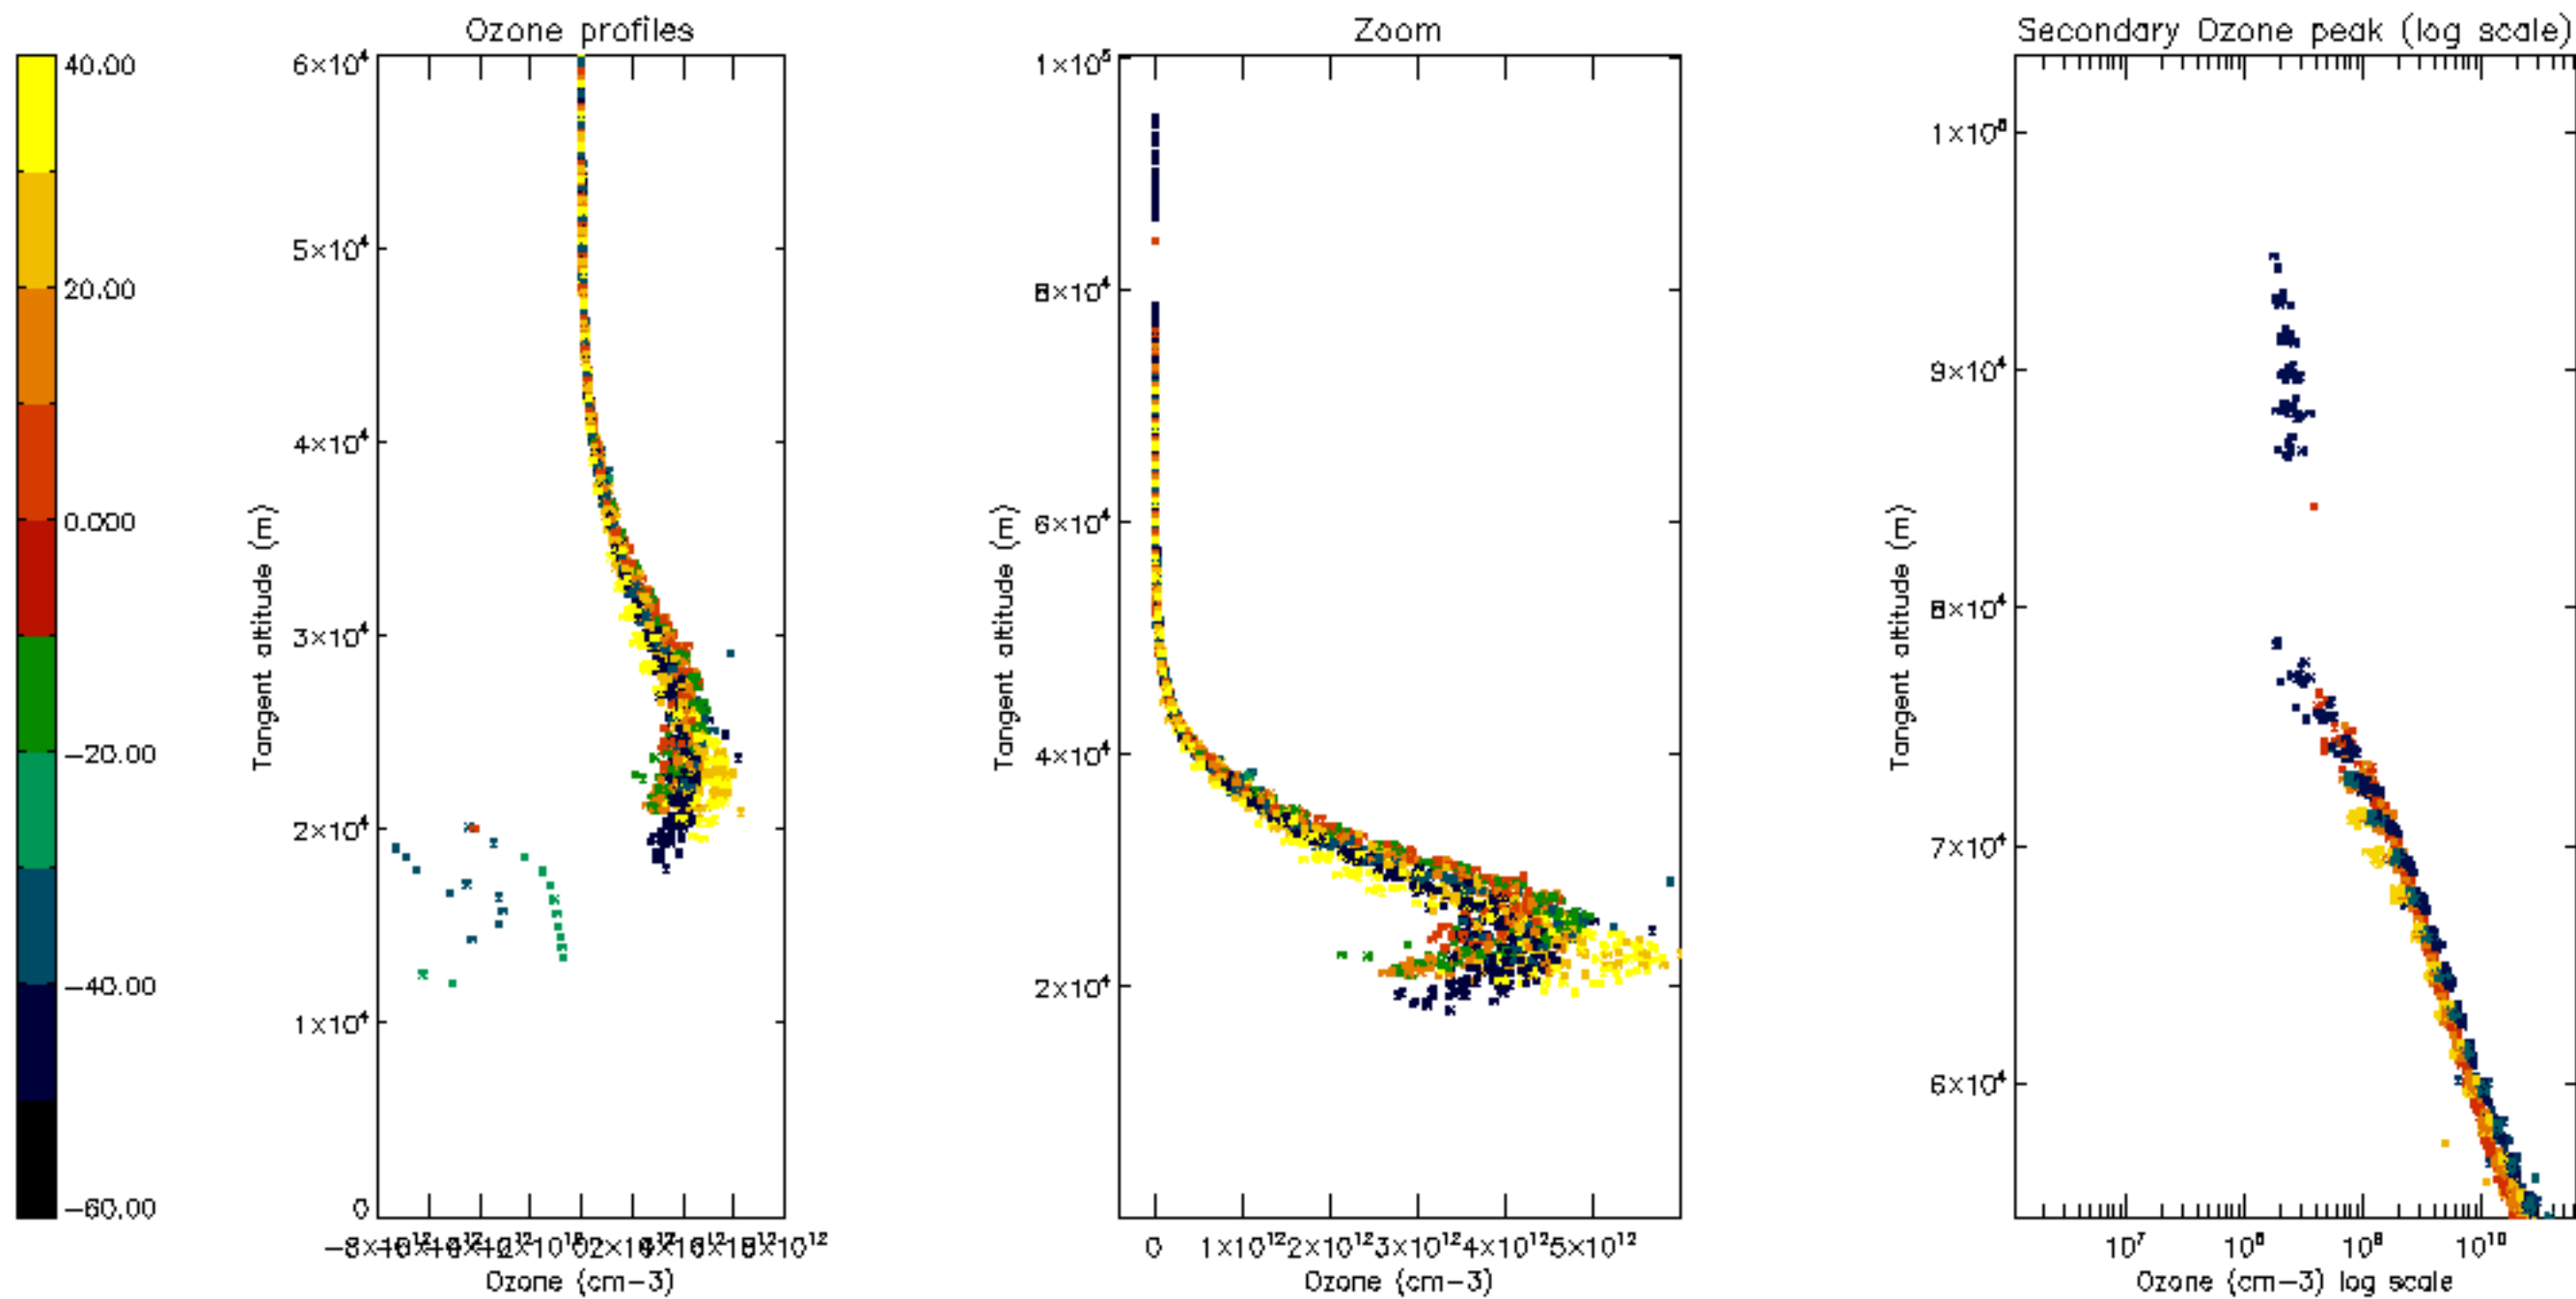 40.00
20.00
0.000
−20.00
−40.00
−60.00
Ozone profiles
6×10⁴
5×10⁴
4×10⁴
3×10⁴
2×10⁴
1×10⁴
0
Tangent altitude (m)
Ozone (cm−3)
Zoom
1×10⁵
8×10⁴
6×10⁴
4×10⁴
2×10⁴
Tangent altitude (m)
0 1×10¹² 2×10¹² 3×10¹² 4×10¹² 5×10¹²
Ozone (cm−3)
Secondary Ozone peak (log scale)
1×10⁵
9×10⁴
8×10⁴
7×10⁴
6×10⁴
Tangent altitude (m)
10⁷ 10⁸ 10⁹ 10¹⁰
Ozone (cm−3) log scale